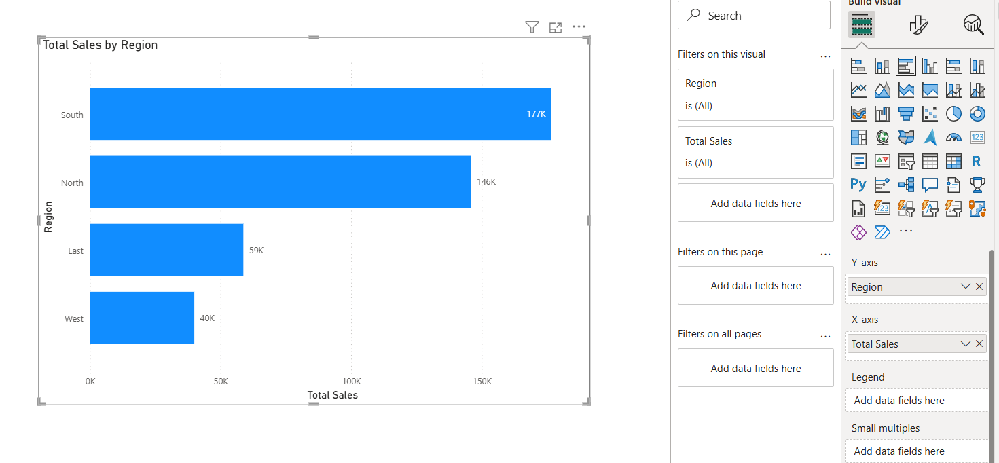 Total Sales by Region
South
177K
North
146K
East
59K
West
40K
Region
0K
50K
100K
150K
Total Sales
Search
Filters on this visual
...
Region
is (All)
Total Sales
is (All)
Add data fields here
Filters on this page
...
Add data fields here
Filters on all pages
...
Add data fields here
Build visual
123
R
Py
123
A
...
Y-axis
Region
X-axis
Total Sales
Legend
Add data fields here
Small multiples
Add data fields here